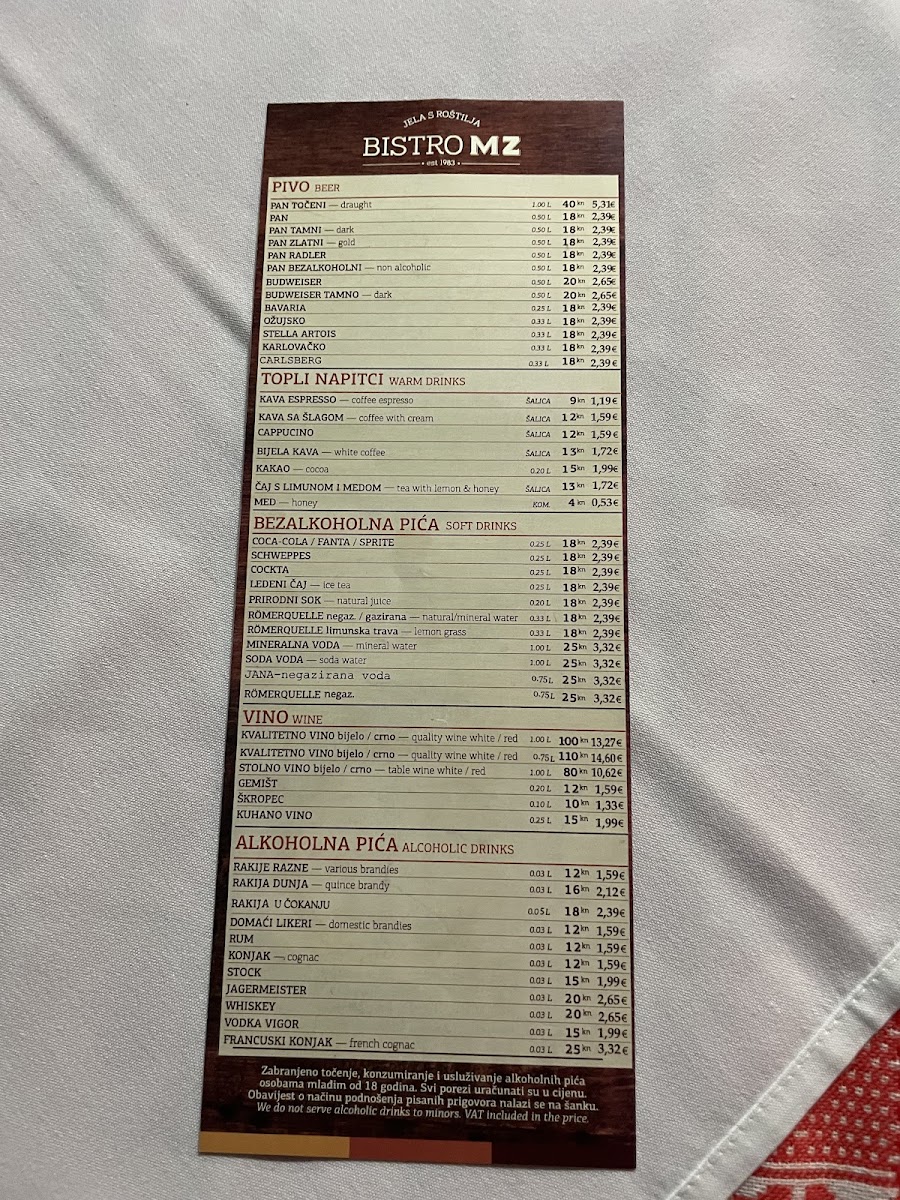 JELA S ROŠTILJA
BISTRO MZ
• est 1983 •
PIVO BEER
PAN TOČENI — draught 1.00 L 40 kn 5,31€
PAN 0.50 L 18 kn 2,39€
PAN TAMNI — dark 0.50 L 18 kn 2,39€
PAN ZLATNI — gold 0.50 L 18 kn 2,39€
PAN RADLER 0.50 L 18 kn 2,39€
PAN BEZALKOHOLNI — non alcoholic 0.50 L 18 kn 2,39€
BUDWEISER 0.50 L 20 kn 2,65€
BUDWEISER TAMNO — dark 0.50 L 20 kn 2,65€
BAVARIA 0.25 L 18 kn 2,39€
OŽUJSKO 0.33 L 18 kn 2,39€
STELLA ARTOIS 0.33 L 18 kn 2,39€
KARLOVAČKO 0.33 L 18 kn 2,39€
CARLSBERG 0.33 L 18 kn 2,39€
TOPLI NAPITCI WARM DRINKS
KAVA ESPRESSO — coffee espresso ŠALICA 9 kn 1,19€
KAVA SA ŠLAGOM — coffee with cream ŠALICA 12 kn 1,59€
CAPPUCINO ŠALICA 12 kn 1,59€
BIJELA KAVA — white coffee ŠALICA 13 kn 1,72€
KAKAO — cocoa 0.20 L 15 kn 1,99€
ČAJ S LIMUNOM I MEDOM — tea with lemon & honey ŠALICA 13 kn 1,72€
MED — honey KOM. 4 kn 0,53€
BEZALKOHOLNA PIĆA SOFT DRINKS
COCA-COLA / FANTA / SPRITE 0.25 L 18 kn 2,39€
SCHWEPPES 0.25 L 18 kn 2,39€
COCKTA 0.25 L 18 kn 2,39€
LEDENI ČAJ — ice tea 0.25 L 18 kn 2,39€
PRIRODNI SOK — natural juice 0.20 L 18 kn 2,39€
RÖMERQUELLE negaz. / gazirana — natural/mineral water 0.33 L 18 kn 2,39€
RÖMERQUELLE limunska trava — lemon grass 0.33 L 18 kn 2,39€
MINERALNA VODA — mineral water 1.00 L 25 kn 3,32€
SODA VODA — soda water 1.00 L 25 kn 3,32€
JANA-negazirana voda 0.75L 25 kn 3,32€
RÖMERQUELLE negaz. 0.75L 25 kn 3,32€
VINO WINE
KVALITETNO VINO bijelo / crno — quality wine white / red 1.00 L 100 kn 13,27€
KVALITETNO VINO bijelo / crno — quality wine white / red 0.75L 110 kn 14,60€
STOLNO VINO bijelo / crno — table wine white / red 1.00 L 80 kn 10,62€
GEMIŠT 0.20 L 12 kn 1,59€
ŠKROPEC 0.10 L 10 kn 1,33€
KUHANO VINO 0.25 L 15 kn 1,99€
ALKOHOLNA PIĆA ALCOHOLIC DRINKS
RAKIJE RAZNE — various brandies 0.03 L 12 kn 1,59€
RAKIJA DUNJA — quince brandy 0.03 L 16 kn 2,12€
RAKIJA U ČOKANJU 0.05L 18 kn 2,39€
DOMAĆI LIKERI — domestic brandies 0.03 L 12 kn 1,59€
RUM 0.03 L 12 kn 1,59€
KONJAK — cognac 0.03 L 12 kn 1,59€
STOCK 0.03 L 15 kn 1,99€
JAGERMEISTER 0.03 L 20 kn 2,65€
WHISKEY 20 kn 2,65€
VODKA VIGOR 0.03 L 15 kn 1,99€
FRANCUSKI KONJAK — french cognac 0.03 L 25 kn 3,32€
Zabranjeno točenje, konzumiranje i usluživanje alkoholnih pića
osobama mlađim od 18 godina. Svi porezi uračunati su u cijenu.
Obavijest o načinu podnošenja pisanih prigovora nalazi se na šanku.
We do not serve alcoholic drinks to minors. VAT included in the price.